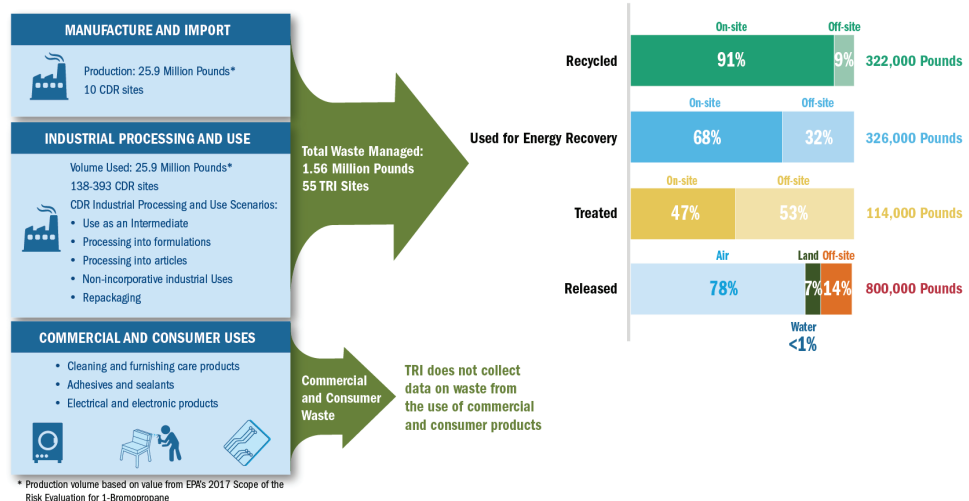 MANUFACTURE AND IMPORT
Production: 25.9 Million Pounds*
10 CDR sites
INDUSTRIAL PROCESSING AND USE
Volume Used: 25.9 Million Pounds*
138-393 CDR sites
CDR Industrial Processing and Use Scenarios:
• Use as an Intermediate
• Processing into formulations
• Processing into articles
• Non-incorporative industrial Uses
• Repackaging
COMMERCIAL AND CONSUMER USES
• Cleaning and furnishing care products
• Adhesives and sealants
• Electrical and electronic products
* Production volume based on value from EPA's 2017 Scope of the
Risk Evaluation for 1-Bromopropane
Total Waste Managed:
1.56 Million Pounds
55 TRI Sites
Commercial
and Consumer
Waste
TRI does not collect
data on waste from
the use of commercial
and consumer products
On-site Off-site
Recycled 91% 9% 322,000 Pounds
On-site Off-site
Used for Energy Recovery 68% 32% 326,000 Pounds
On-site Off-site
Treated 47% 53% 114,000 Pounds
Air Land Off-site
Released 78% 7% 14% 800,000 Pounds
Water
<1%